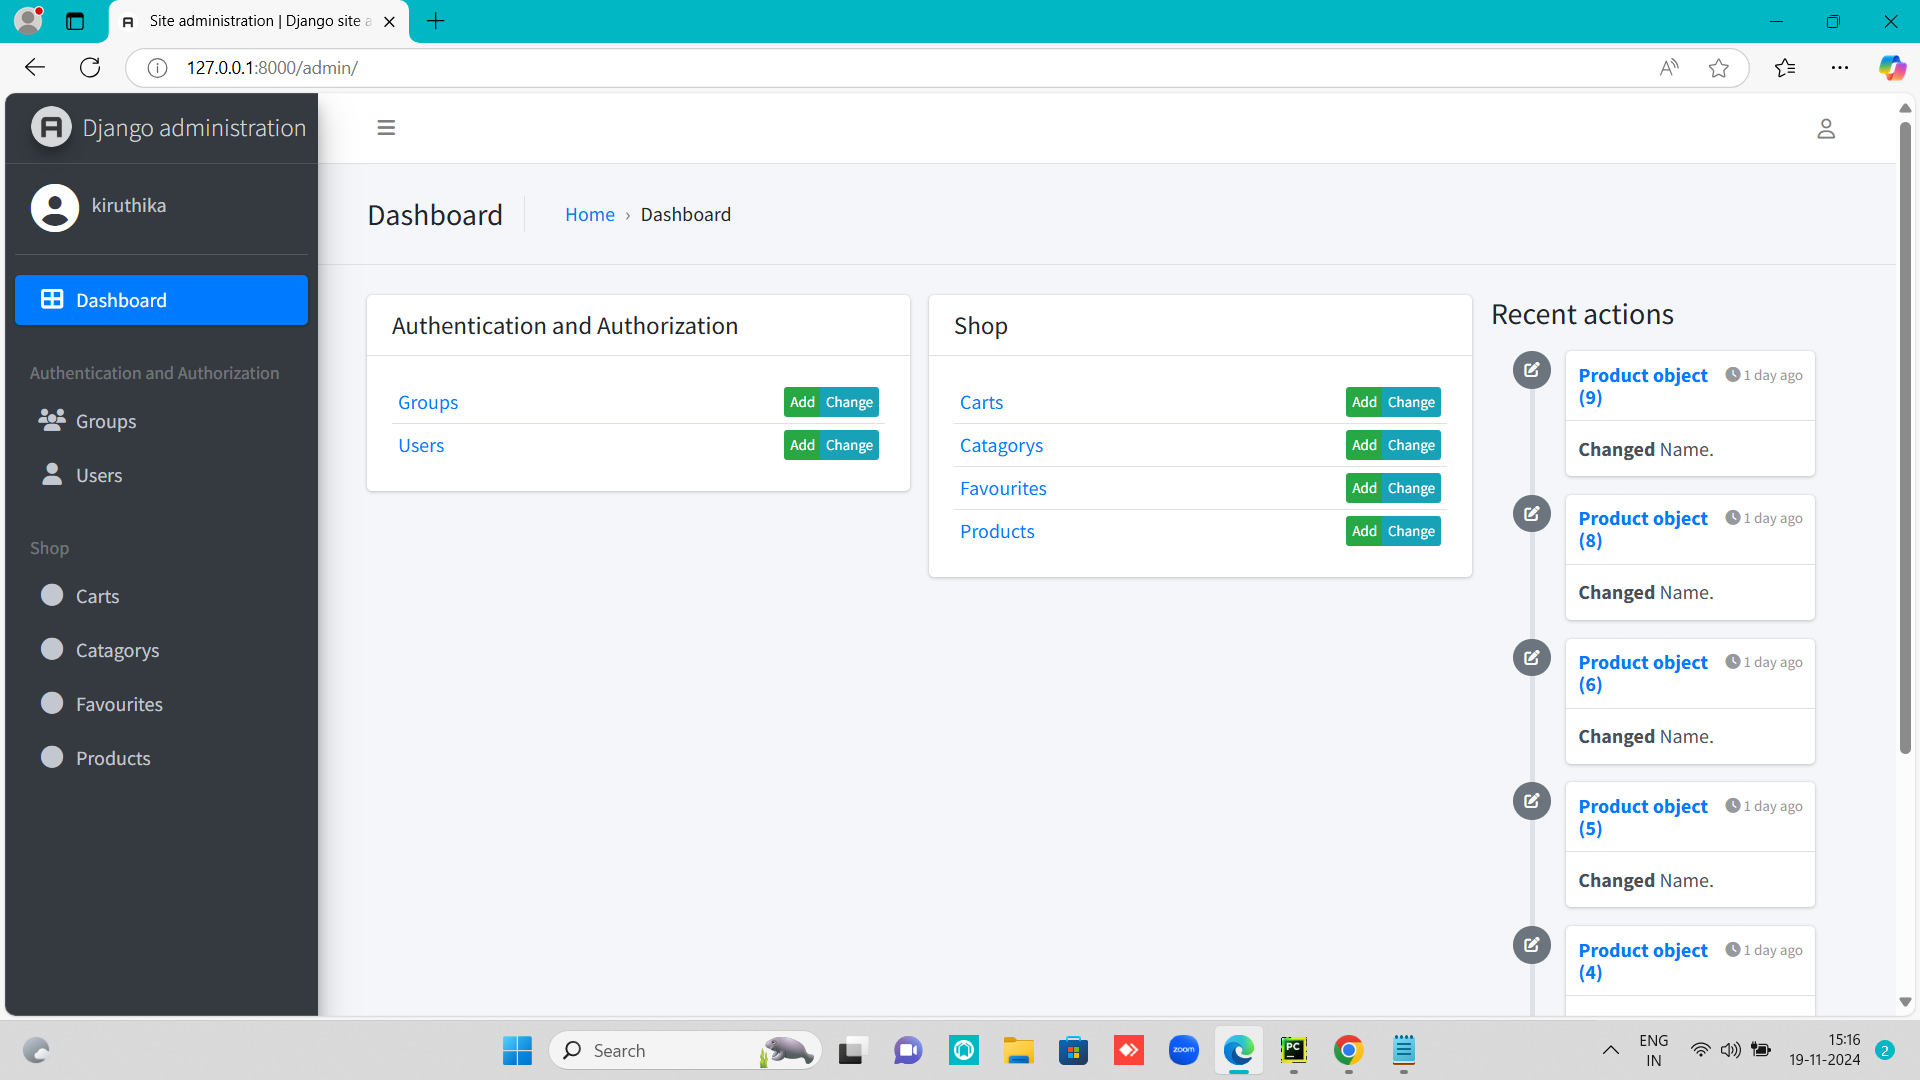 Site administration | Django site a
127.0.0.1:8000/admin/
Django administration
kiruthika
Dashboard
Authentication and Authorization
Groups
Users
Shop
Carts
Catagorys
Favourites
Products
Dashboard
Home › Dashboard
Authentication and Authorization
Groups Add Change
Users Add Change
Shop
Carts Add Change
Catagorys Add Change
Favourites Add Change
Products Add Change
Recent actions
Product object 1 day ago
(9)
Changed Name.
Product object 1 day ago
(8)
Changed Name.
Product object 1 day ago
(6)
Changed Name.
Product object 1 day ago
(5)
Changed Name.
Product object 1 day ago
(4)
Search
zoom
PC
ENG
IN
15:16
19-11-2024
2